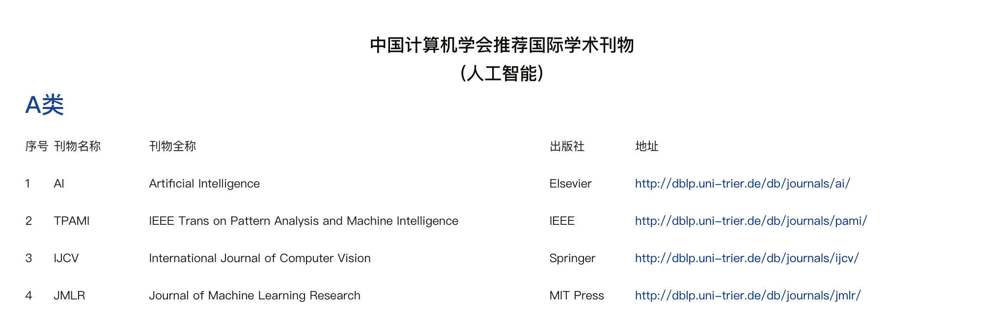 中国计算机学会推荐国际学术刊物
(人工智能)
A类
序号 刊物名称 刊物全称 出版社 地址
1 AI Artificial Intelligence Elsevier http://dblp.uni-trier.de/db/journals/ai/
2 TPAMI IEEE Trans on Pattern Analysis and Machine Intelligence IEEE http://dblp.uni-trier.de/db/journals/pami/
3 IJCV International Journal of Computer Vision Springer http://dblp.uni-trier.de/db/journals/ijcv/
4 JMLR Journal of Machine Learning Research MIT Press http://dblp.uni-trier.de/db/journals/jmlr/